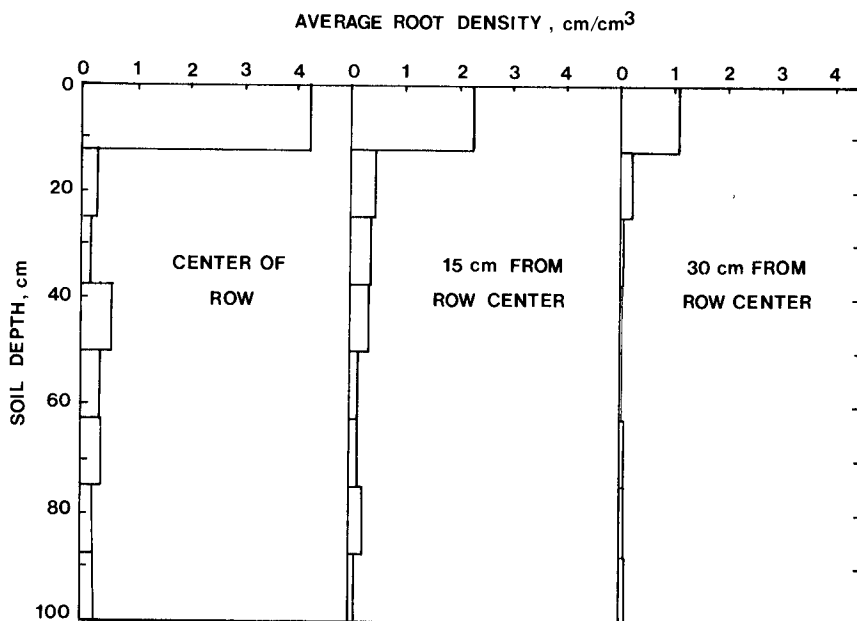 AVERAGE ROOT DENSITY , cm/cm³
0 1 2 3 4 0 1 2 3 4 0 1 2 3 4
0
20
40
60
80
100
SOIL DEPTH, cm
CENTER OF
ROW
15 cm FROM
ROW CENTER
30 cm FROM
ROW CENTER